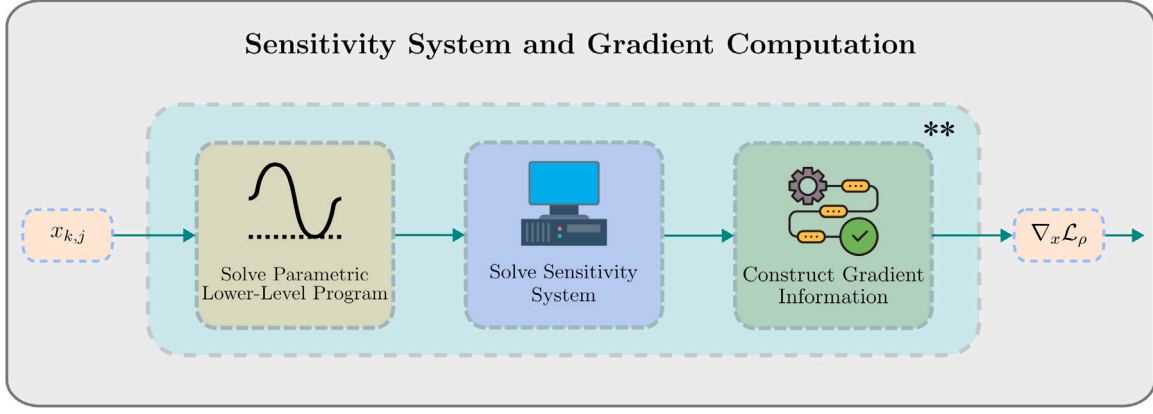 Sensitivity System and Gradient Computation
**
x_{k,j}
Solve Parametric
Lower-Level Program
Solve Sensitivity
System
Construct Gradient
Information
∇_x ℒ_ρ